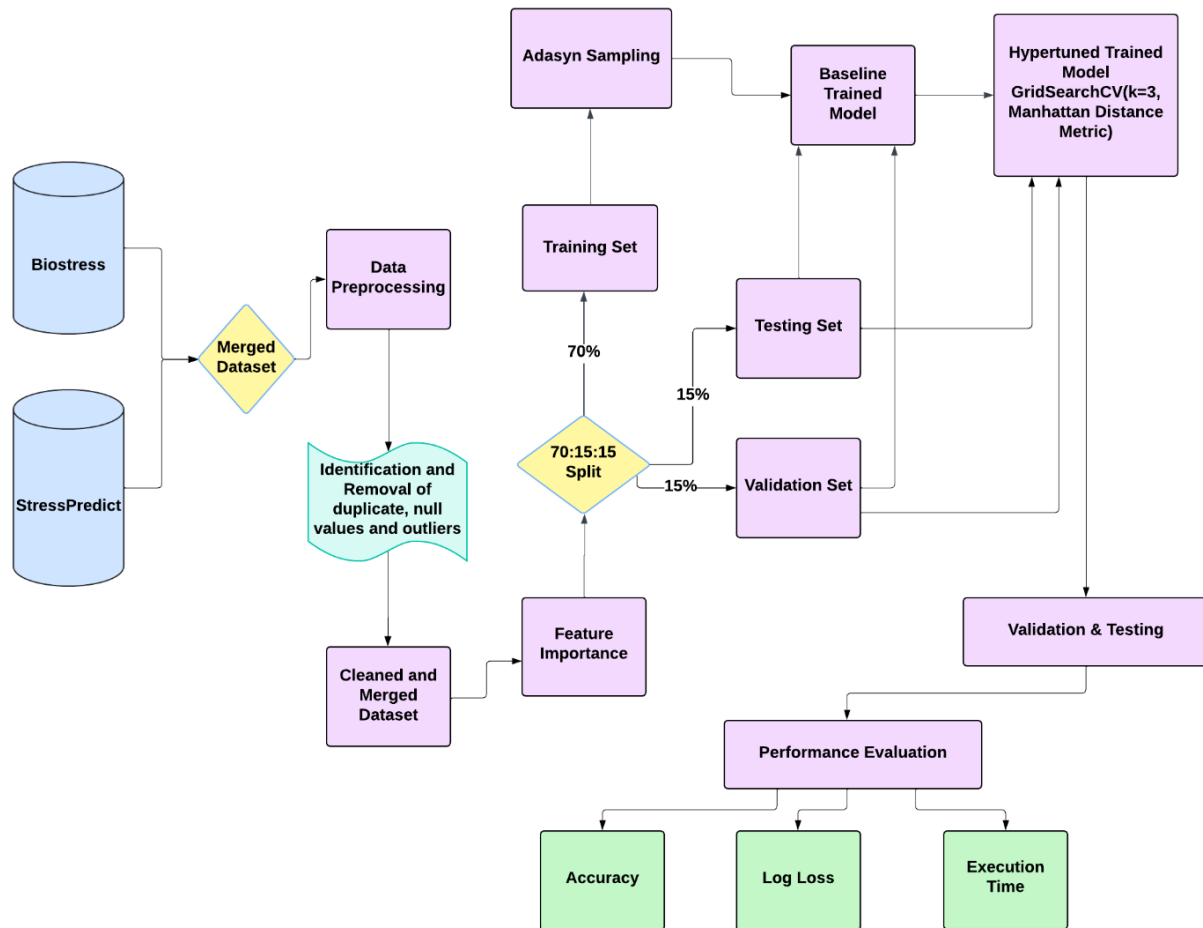 Biostress
StressPredict
Merged
Dataset
Data
Preprocessing
Identification and
Removal of
duplicate, null
values and outliers
Cleaned and
Merged
Dataset
Feature
Importance
70:15:15
Split
70%
15%
15%
Training Set
Adasyn Sampling
Testing Set
Validation Set
Baseline
Trained
Model
Hypertuned Trained
Model
GridSearchCV(k=3,
Manhattan Distance
Metric)
Validation & Testing
Performance Evaluation
Accuracy
Log Loss
Execution
Time